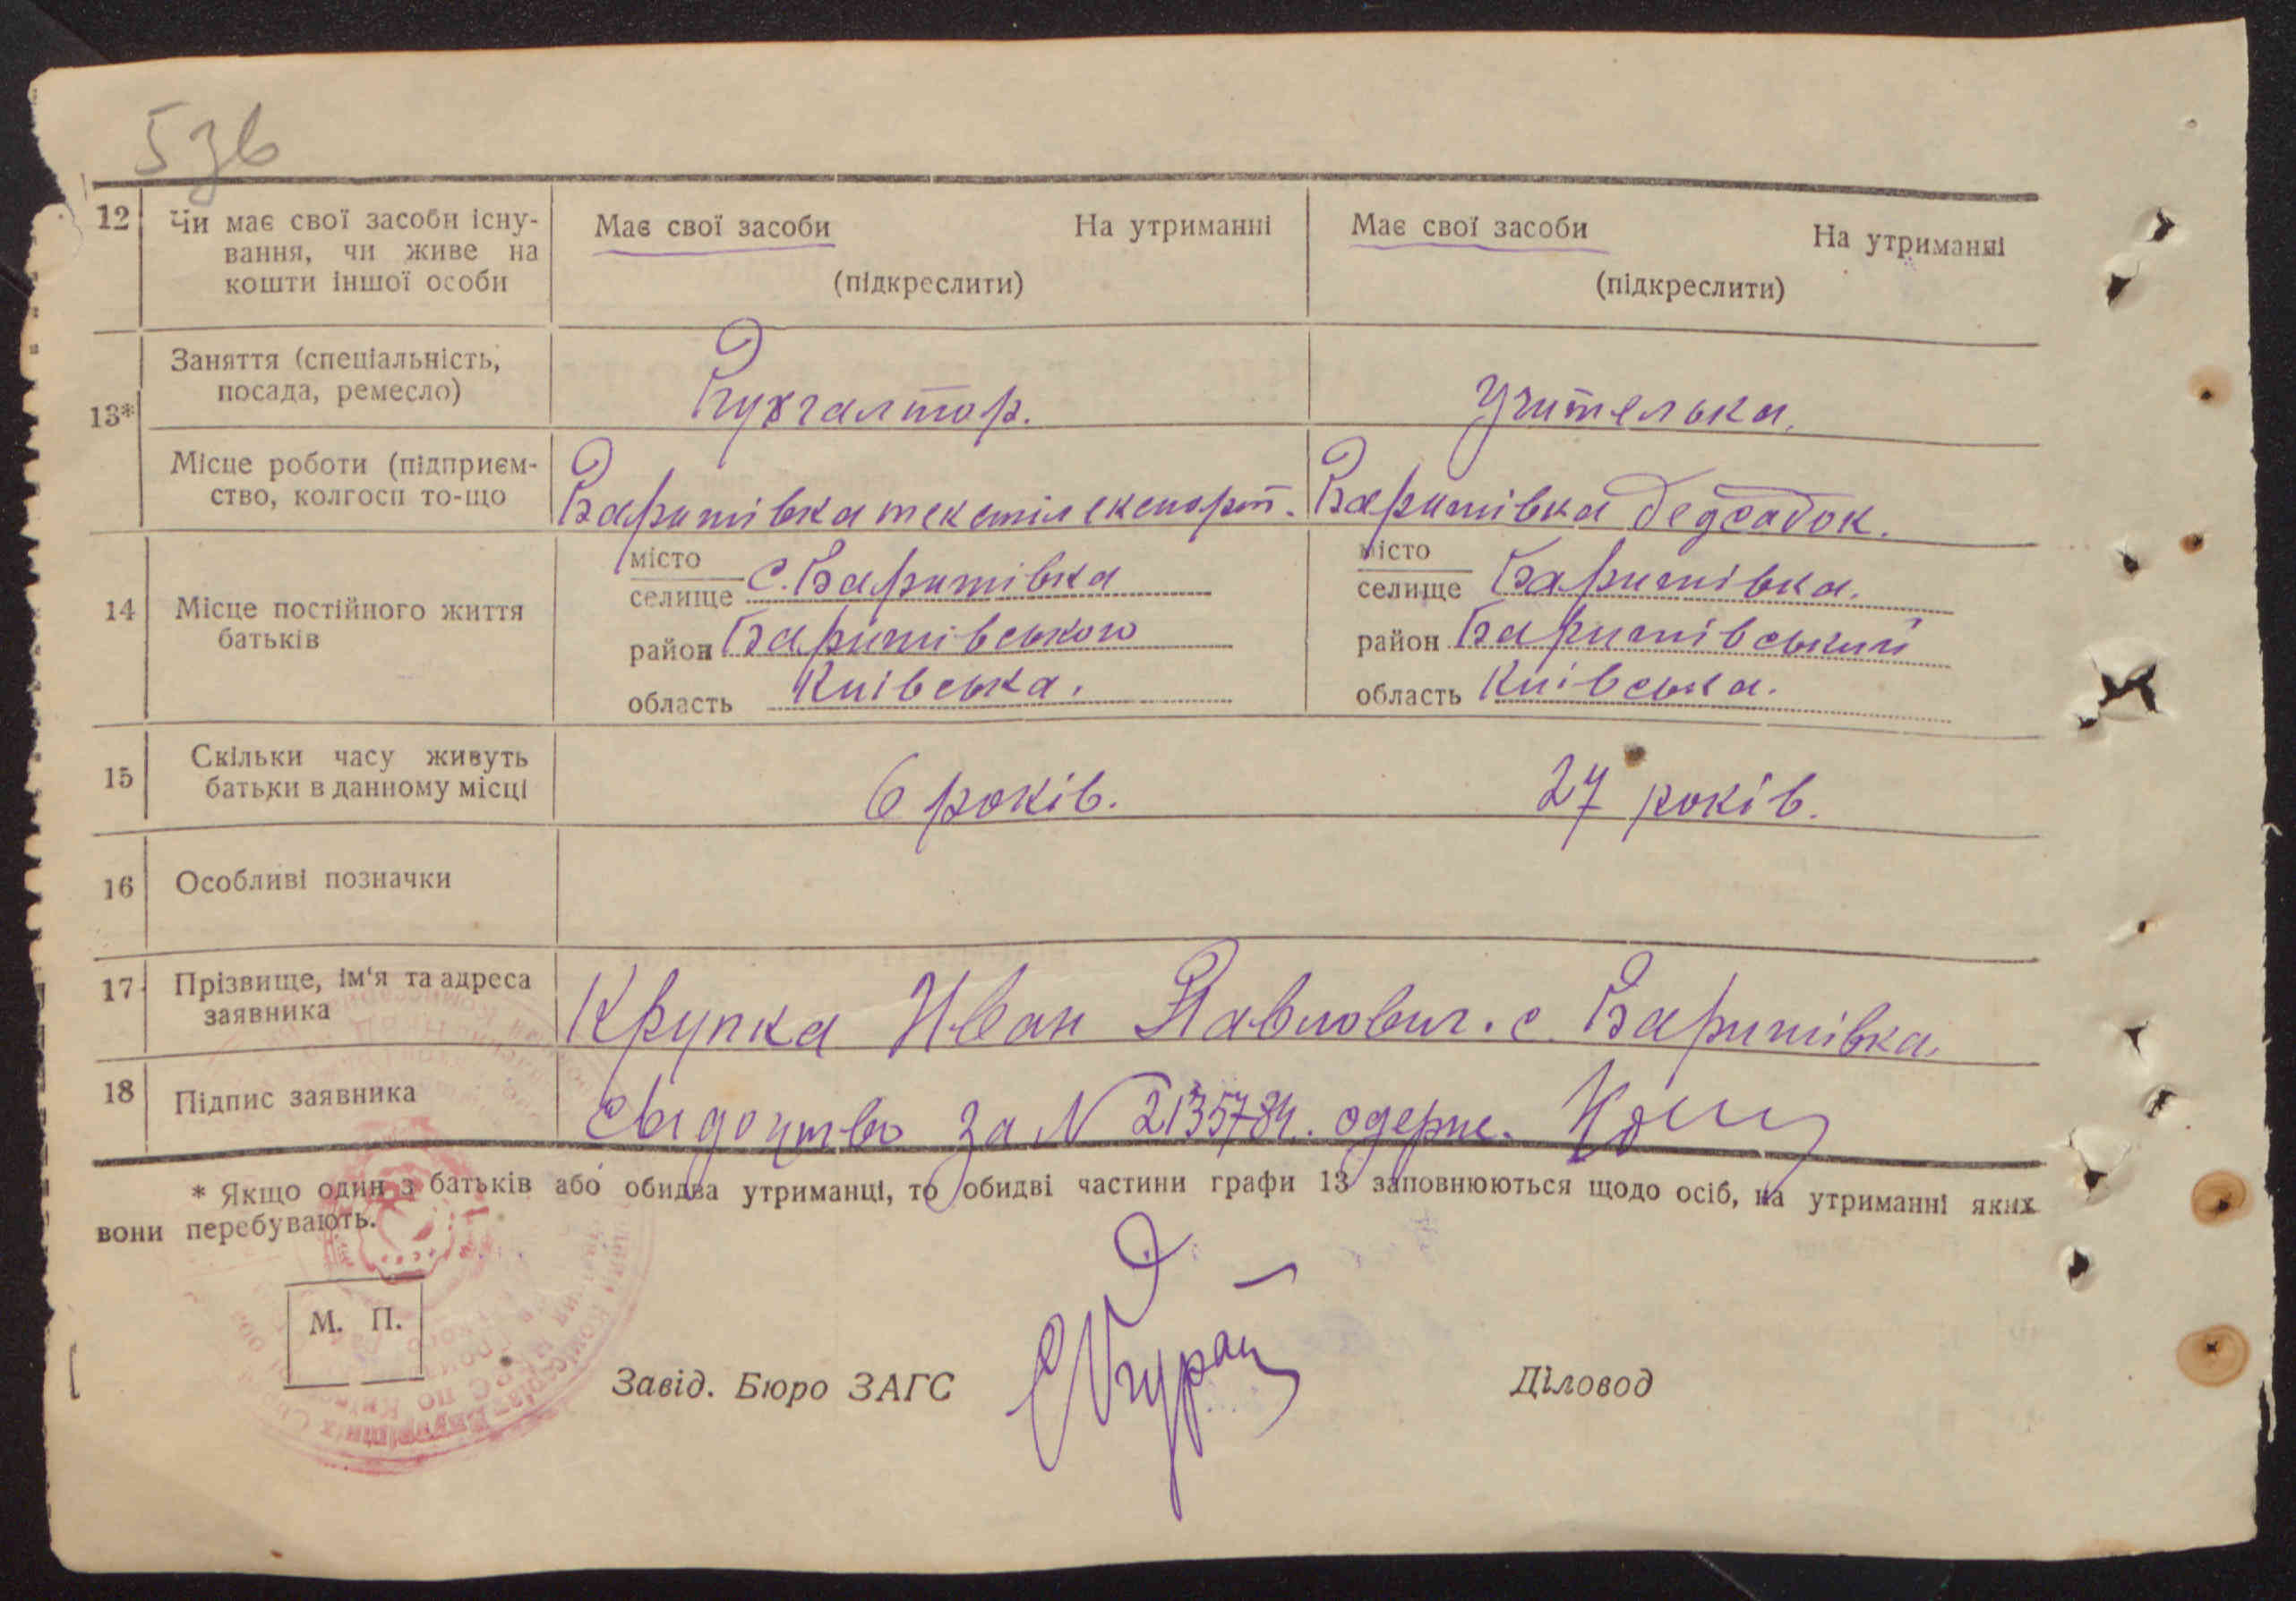 5зв
12 Чи має свої засоби існу- Має свої засоби На утриманні Має свої засоби На утриманні
вання, чи живе на
кошти іншої особи (підкреслити) (підкреслити)
Заняття (спеціальність,
посада, ремесло) Бухгалтор. Учителька.
13*
Місце роботи (підприєм-
ство, колгосп то-що Баришівка текстілекспорт. Баришівка дедсадок.
місто місто
селище с. Баришівка селище Баришівка.
14 Місце постійного життя
батьків район Баришівського район Баришівський
область Київська. область Київська.
15 Скільки часу живуть
батьки в данному місці 6 років. 27 років.
16 Особливі позначки
17 Прізвище, ім'я та адреса
заявника Крупка Иван Павлович. с. Баришівка.
18 Підпис заявника свідоцтво за N 2135784. одерже.
* Якщо один з батьків або обидва утриманці, то обидві частини графи 13 заповнюються щодо осіб, на утриманні яких
вони перебувають.
М. П.
Завід. Бюро ЗАГС Діловод